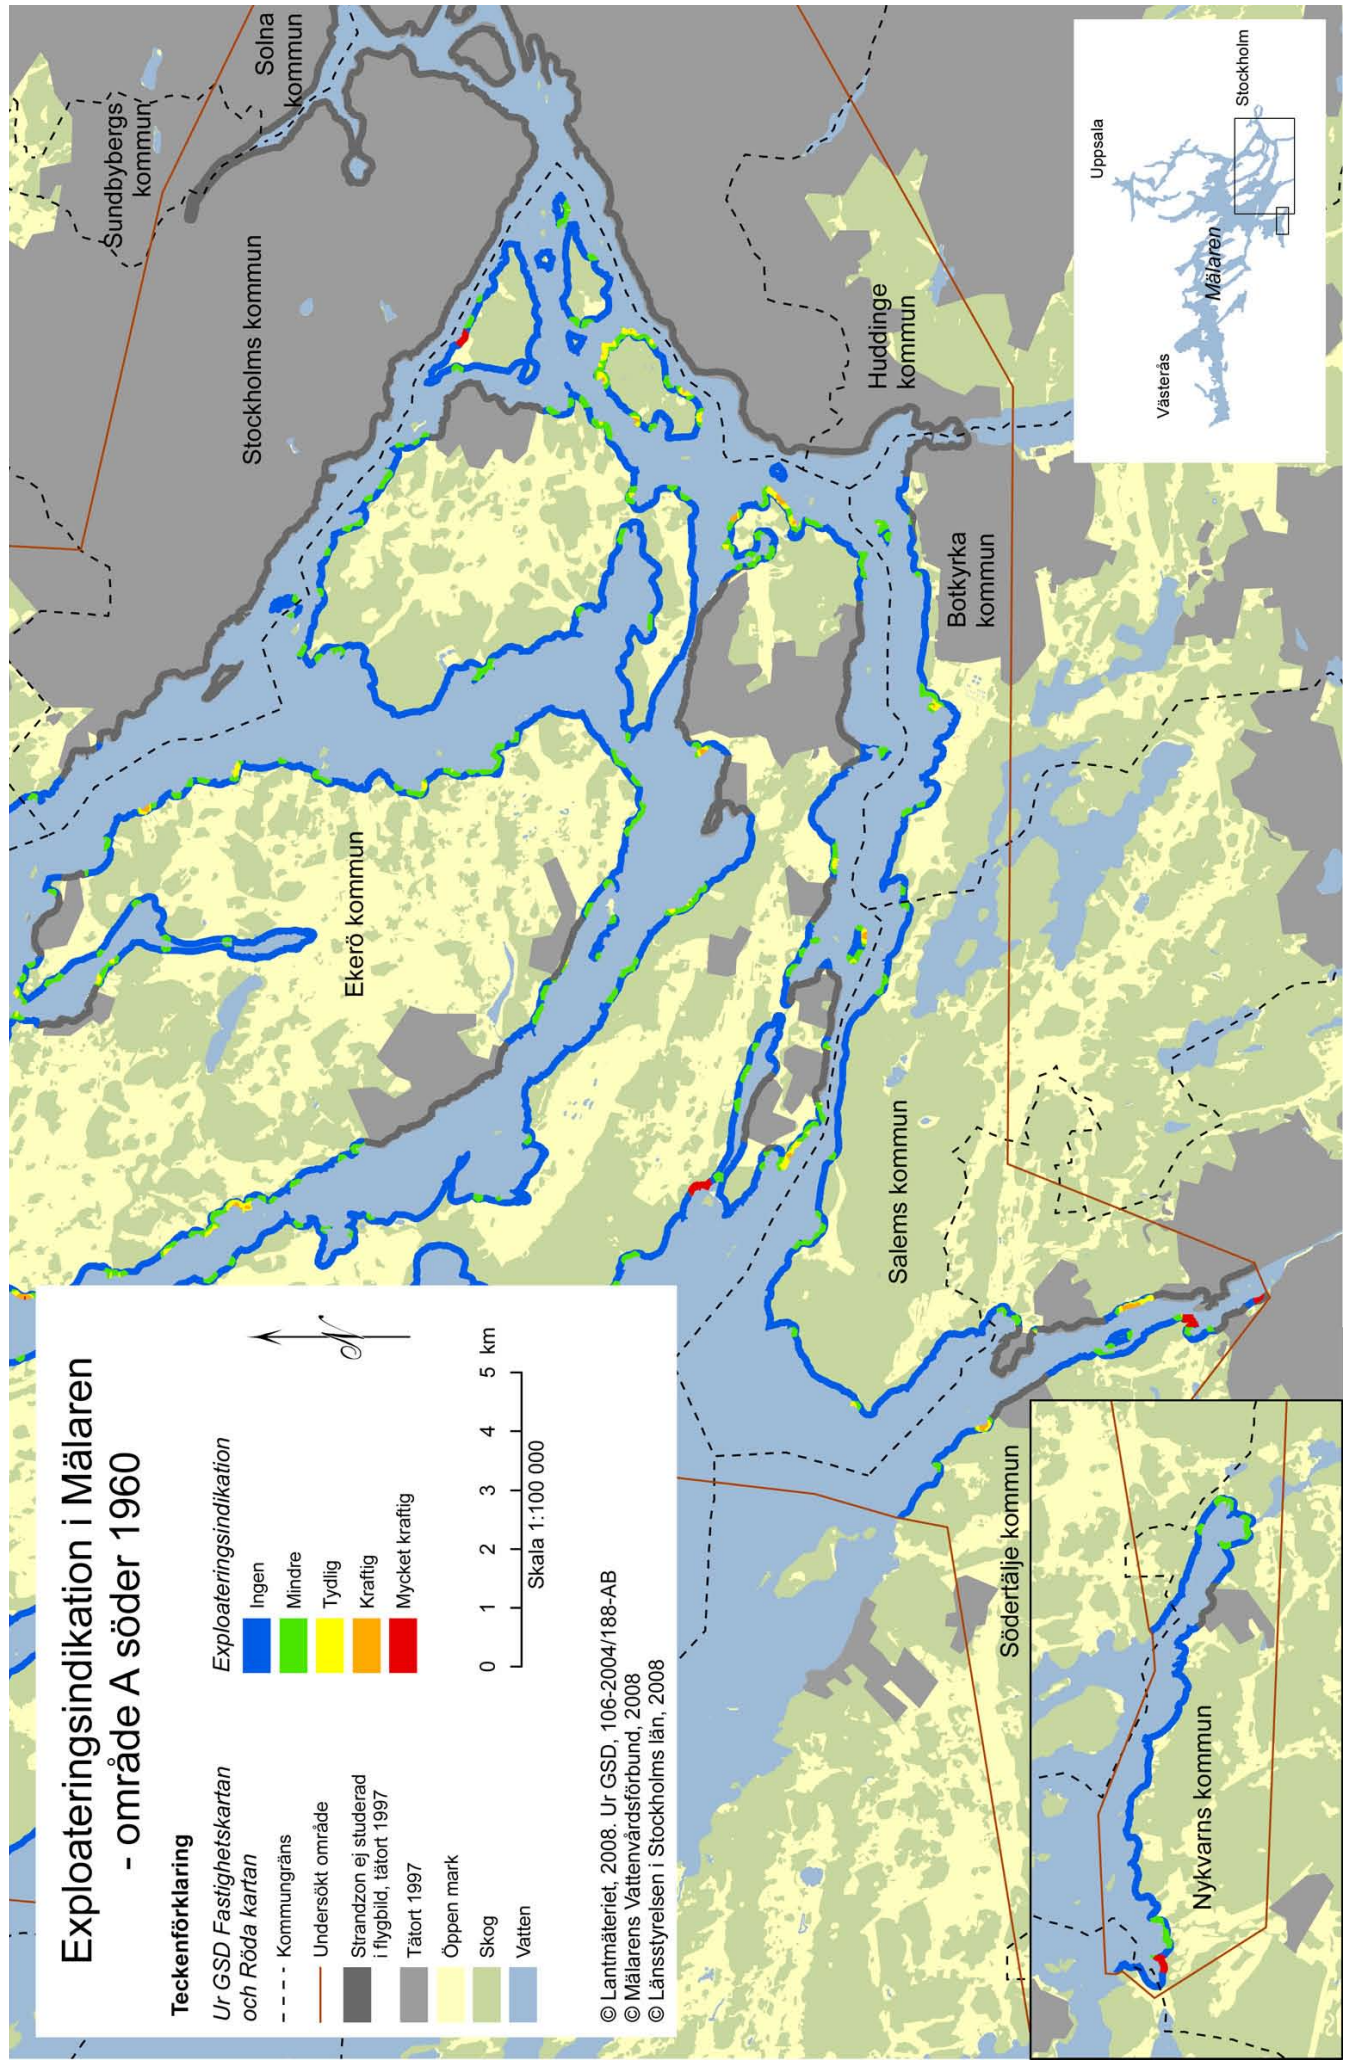 Exploateringsindikation i Mälaren
- område A söder 1960
Teckenförklaring
Ur GSD Fastighetskartan
och Röda kartan
Kommungräns
Undersökt område
Strandzon ej studerad
i flygbild, tätort 1997
Tätort 1997
Öppen mark
Skog
Vatten
Exploateringsindikation
Ingen
Mindre
Tydlig
Kraftig
Mycket kraftig
N
0 1 2 3 4 5 km
Skala 1:100 000
© Lantmäteriet, 2008. Ur GSD, 106-2004/188-AB
© Mälarens Vattenvårdsförbund, 2008
© Länsstyrelsen i Stockholms län, 2008
Sundbybergs
kommun
Solna
kommun
Stockholms kommun
Ekerö kommun
Huddinge
kommun
Botkyrka
kommun
Salems kommun
Södertälje kommun
Nykvarns kommun
Uppsala
Stockholm
Västerås
Mälaren